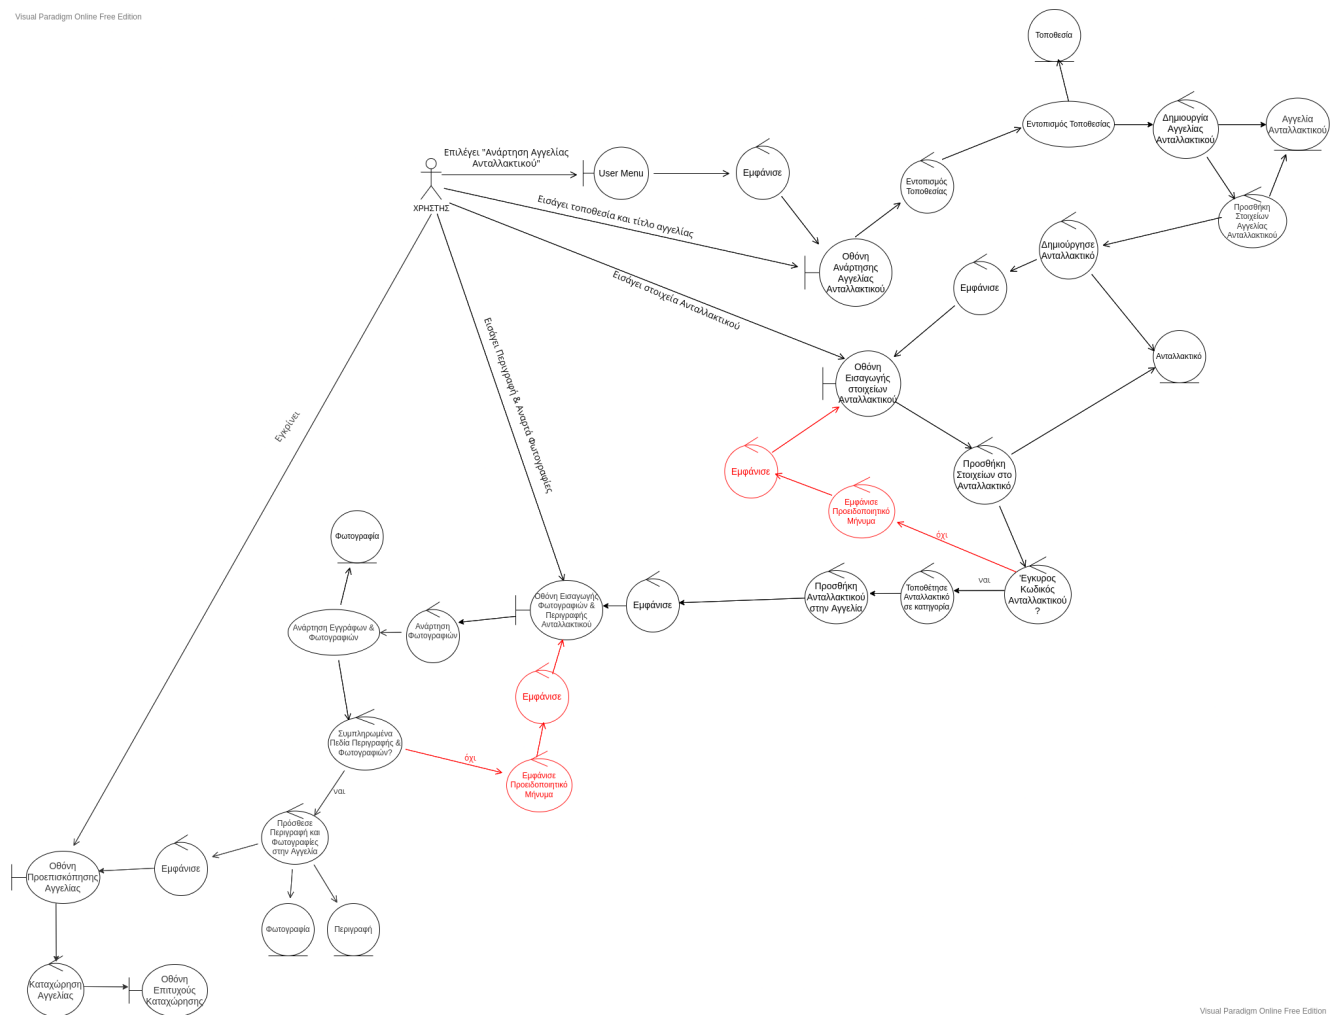 Visual Paradigm Online Free Edition
Τοποθεσία
Εντοπισμός Τοποθεσίας
Δημιουργία
Αγγελίας
Ανταλλακτικού
Αγγελία
Ανταλλακτικού
Επιλέγει "Ανάρτηση Αγγελίας
Ανταλλακτικού"
User Menu
Εμφάνισε
Εντοπισμός
Τοποθεσίας
ΧΡΗΣΤΗΣ
Εισάγει τοποθεσία και τίτλο αγγελίας
Προσθήκη
Στοιχείων
Αγγελίας
Ανταλλακτικού
Δημιούργησε
Ανταλλακτικό
Οθόνη
Ανάρτησης
Αγγελίας
Ανταλλακτικού
Εμφάνισε
Εισάγει στοιχεία Ανταλλακτικού
Ανταλλακτικό
Οθόνη
Εισαγωγής
στοιχείων
Ανταλλακτικού
Εισάγει Περιγραφή & Αναρτά Φωτογραφίες
Εγκρίνει
Εμφάνισε
Προσθήκη
Στοιχείων στο
Ανταλλακτικό
Εμφάνισε
Προειδοποιητικό
Μήνυμα
όχι
Φωτογραφία
Έγκυρος
Κωδικός
Ανταλλακτικού
?
ναι
Τοποθέτησε
Ανταλλακτικό
σε κατηγορία
Προσθήκη
Ανταλλακτικού
στην Αγγελία
Εμφάνισε
Οθόνη Εισαγωγής
Φωτογραφιών &
Περιγραφής
Ανταλλακτικού
Ανάρτηση
Φωτογραφιών
Ανάρτηση Εγγράφων &
Φωτογραφιών
Εμφάνισε
Συμπληρωμένα
Πεδία Περιγραφής &
Φωτογραφιών?
όχι
Εμφάνισε
Προειδοποιητικό
Μήνυμα
ναι
Πρόσθεσε
Περιγραφή και
Φωτογραφίες
στην Αγγελία
Εμφάνισε
Οθόνη
Προεπισκόπησης
Αγγελίας
Φωτογραφία
Περιγραφή
Καταχώρηση
Αγγελίας
Οθόνη
Επιτυχούς
Καταχώρησης
Visual Paradigm Online Free Edition